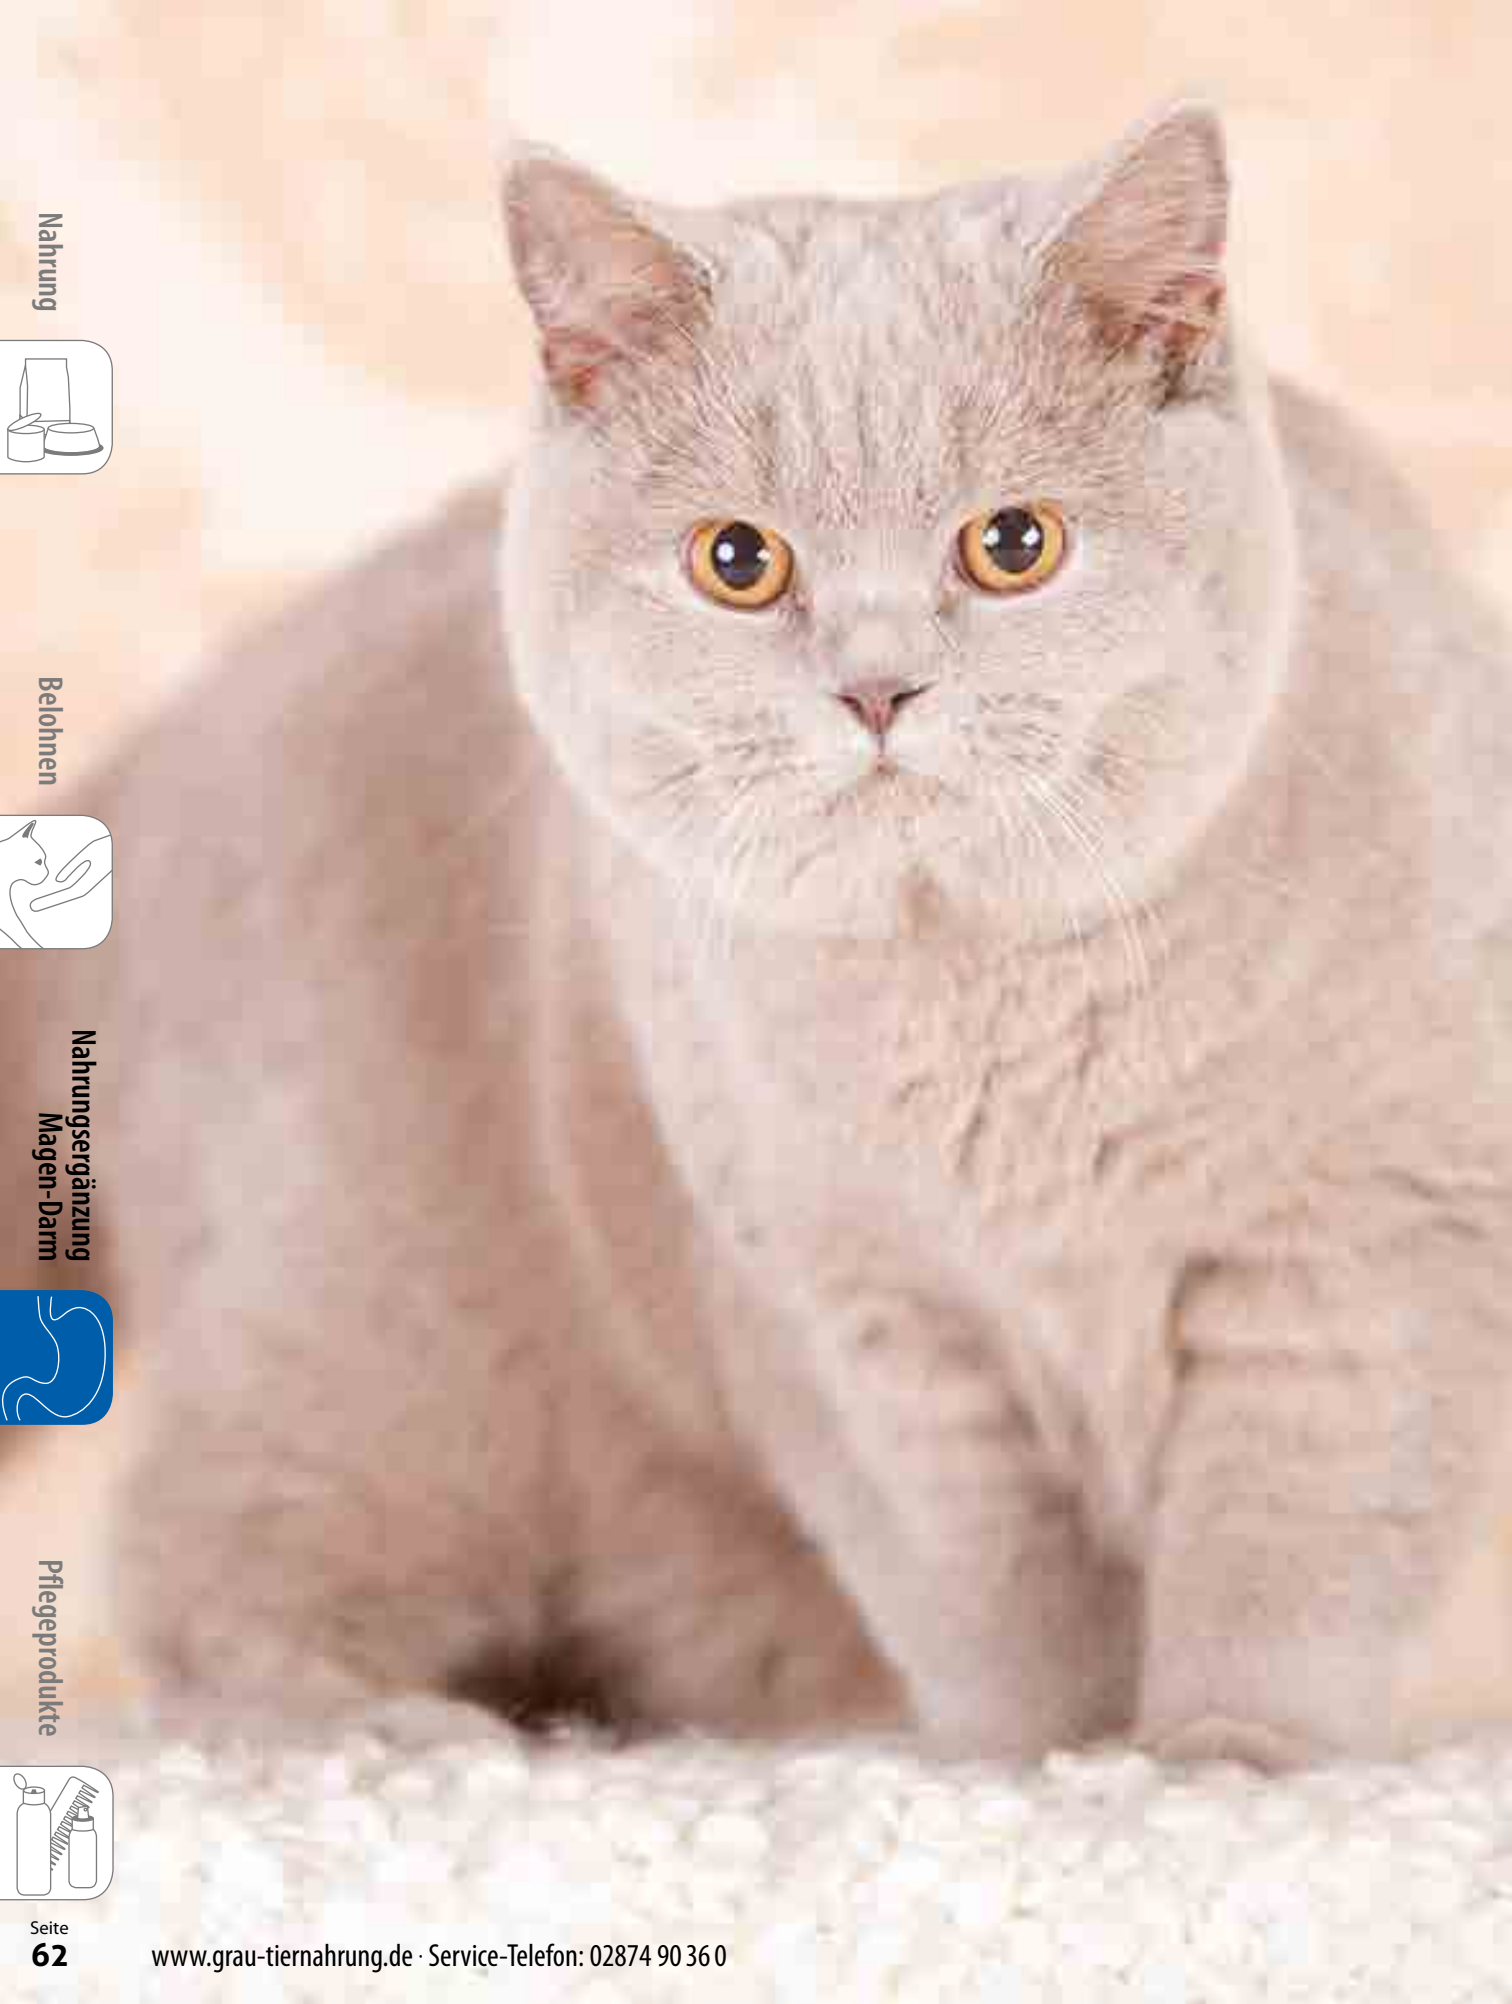 Nahrung
Belohnen
Nahrungsergänzung
Magen-Darm
Pflegeprodukte
Seite
62
www.grau-tiernahrung.de · Service-Telefon: 02874 90 36 0